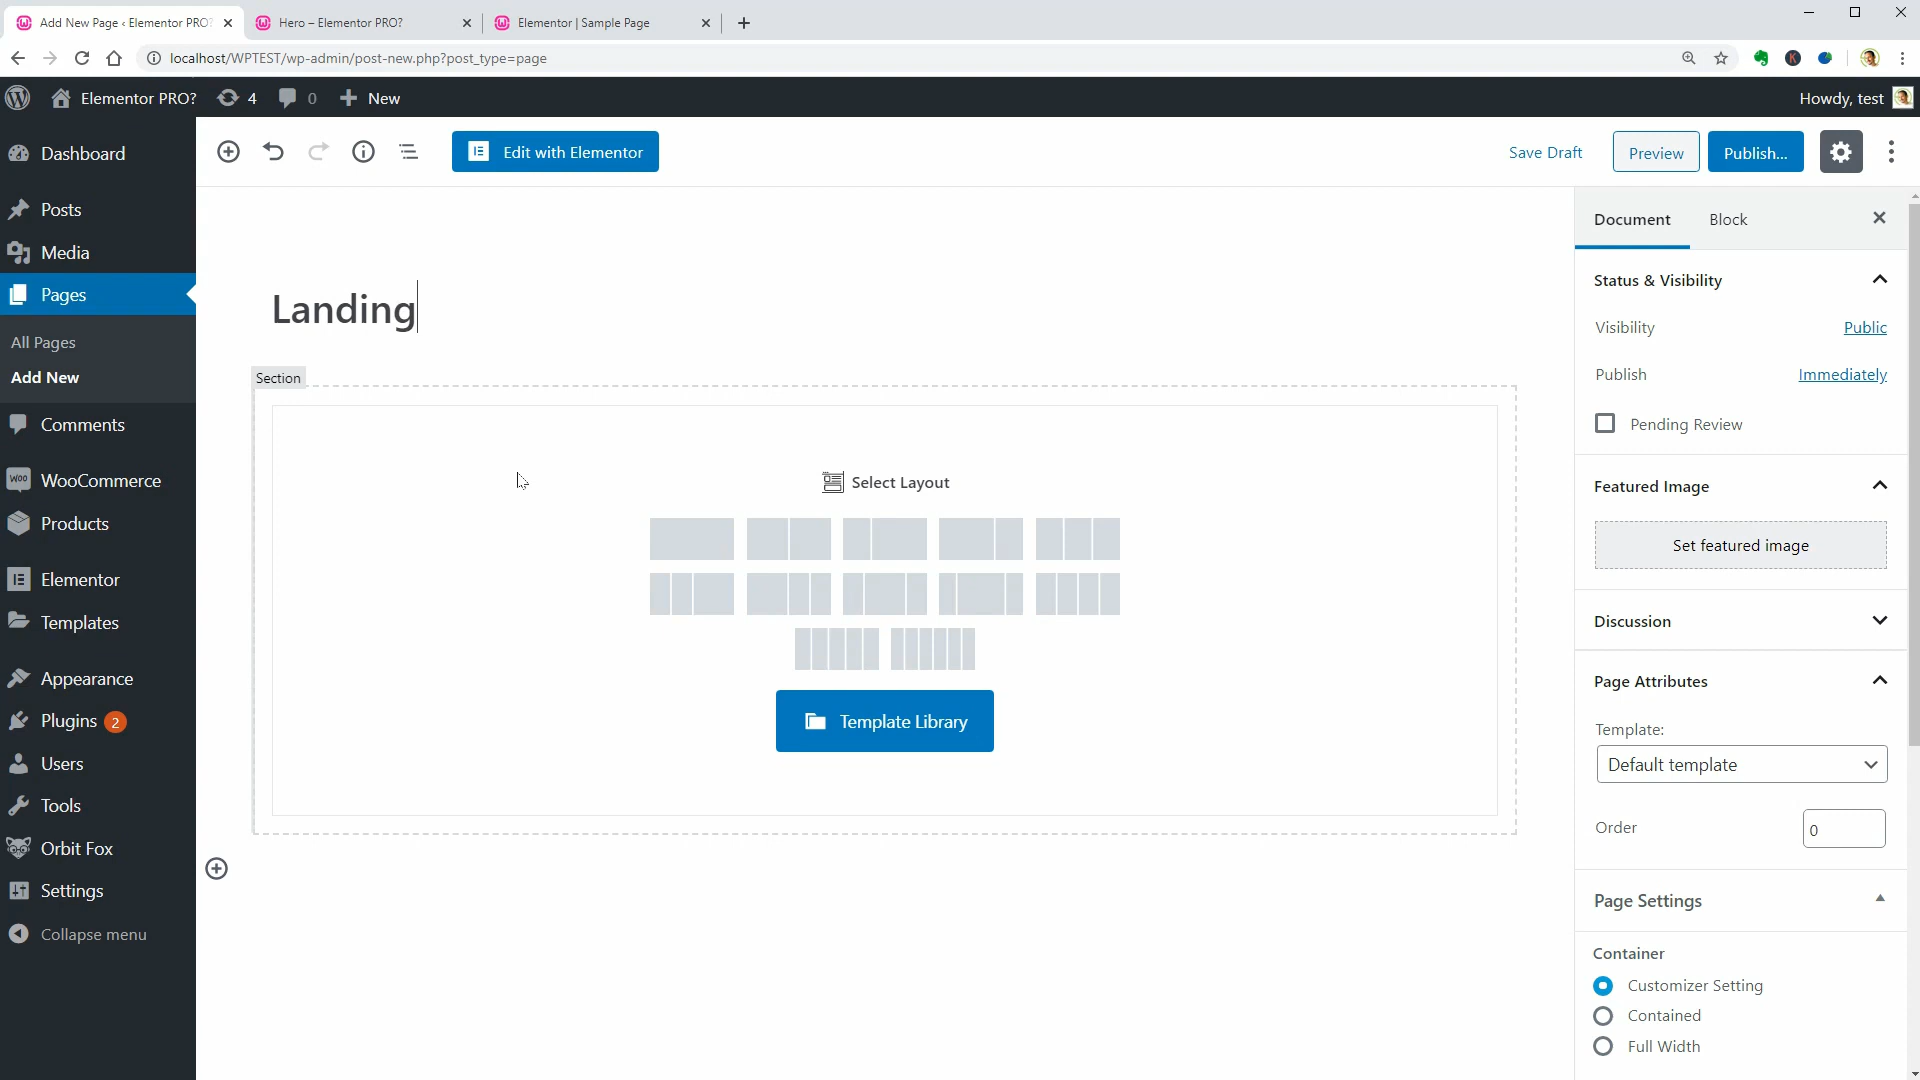 Add New Page ‹ Elementor PRO?
Hero – Elementor PRO?
Elementor | Sample Page
localhost/WPTEST/wp-admin/post-new.php?post_type=page
Elementor PRO?
4
0
New
Howdy, test
Dashboard
Posts
Media
Pages
All Pages
Add New
Comments
WOO
WooCommerce
Products
Elementor
Templates
Appearance
Plugins 2
Users
Tools
Orbit Fox
Settings
Collapse menu
Edit with Elementor
Save Draft
Preview
Publish...
Landing
Section
Select Layout
Template Library
Document
Block
Status & Visibility
Visibility
Public
Publish
Immediately
Pending Review
Featured Image
Set featured image
Discussion
Page Attributes
Template:
Default template
Order
0
Page Settings
Container
Customizer Setting
Contained
Full Width